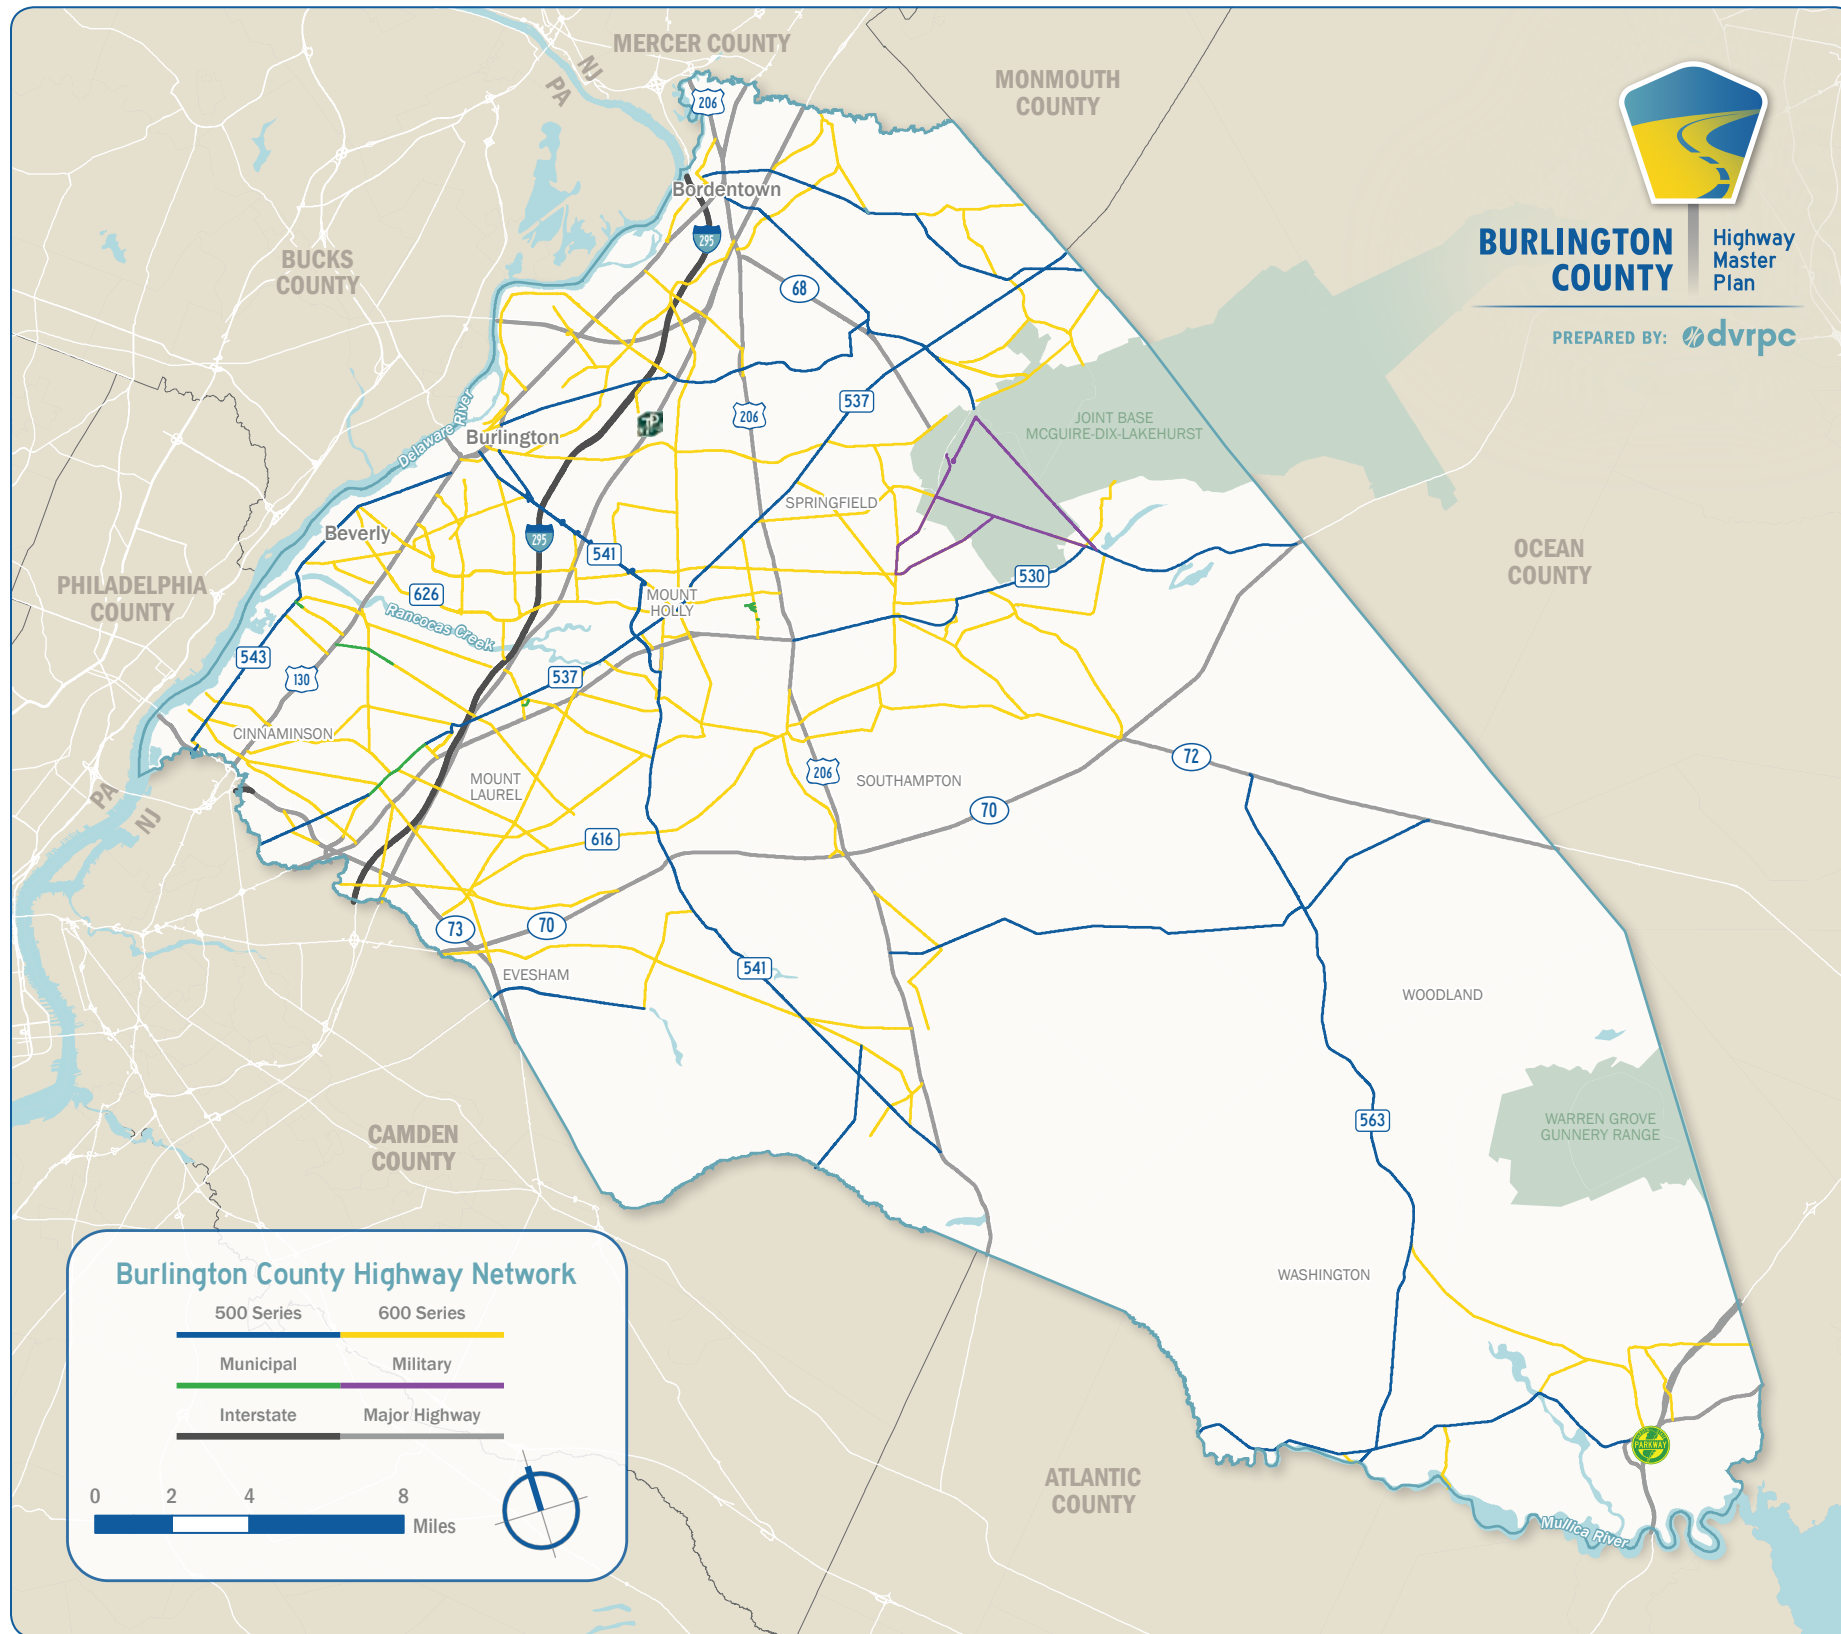 MERCER COUNTY
NJ
PA
MONMOUTH
COUNTY
206
BURLINGTON
COUNTY
Highway
Master
Plan
PREPARED BY:
dvrpc
Bordentown
295
BUCKS
COUNTY
68
537
206
JOINT BASE
MCGUIRE-DIX-LAKEHURST
Delaware River
TP
Burlington
SPRINGFIELD
Beverly
295
541
OCEAN
COUNTY
PHILADELPHIA
COUNTY
626
530
MOUNT
HOLLY
Rancocas Creek
543
130
537
CINNAMINSON
72
206
MOUNT
LAUREL
SOUTHAMPTON
PA
NJ
70
616
73
70
EVESHAM
541
WOODLAND
563
WARREN GROVE
GUNNERY RANGE
CAMDEN
COUNTY
WASHINGTON
PARKWAY
ATLANTIC
COUNTY
Mullica River
Burlington County Highway Network
500 Series
600 Series
Municipal
Military
Interstate
Major Highway
0 2 4 8
Miles